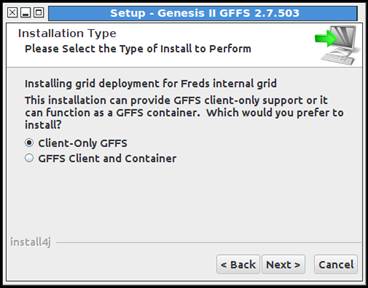 Setup - Genesis II GFFS 2.7.503
Installation Type
Please Select the Type of Install to Perform
Installing grid deployment for Freds internal grid
This installation can provide GFFS client-only support or it
can function as a GFFS container. Which would you prefer to
install?
Client-Only GFFS
GFFS Client and Container
install4j
< Back Next > Cancel